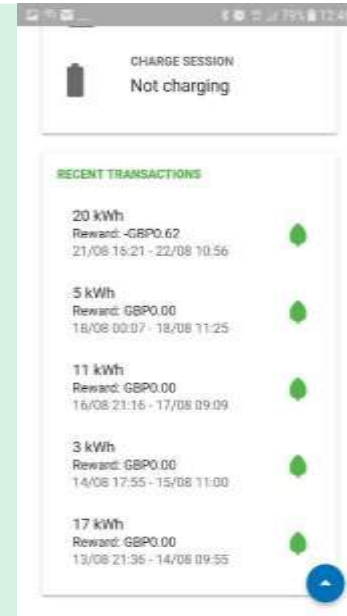 79% 12:4
CHARGE SESSION
Not charging
RECENT TRANSACTIONS
20 kWh
Reward: -GBP0.62
21/08 16:21 - 22/08 10:56
5 kWh
Reward: GBP0.00
18/08 00:07 - 18/08 11:25
11 kWh
Reward: GBP0.00
16/08 21:16 - 17/08 09:09
3 kWh
Reward: GBP0.00
14/08 17:55 - 15/08 11:00
17 kWh
Reward: GBP0.00
13/08 21:36 - 14/08 09:55